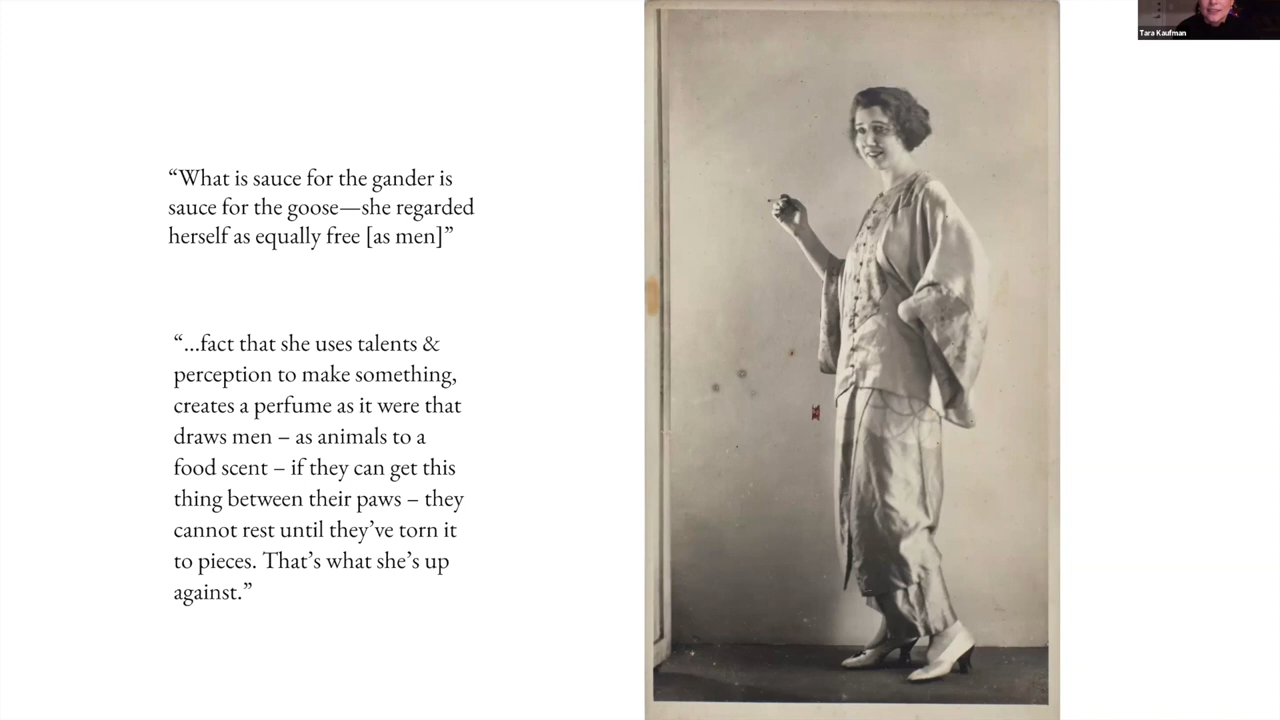 Tara Kaufman
“What is sauce for the gander is
sauce for the goose—she regarded
herself as equally free [as men]”
“...fact that she uses talents &
perception to make something,
creates a perfume as it were that
draws men – as animals to a
food scent – if they can get this
thing between their paws – they
cannot rest until they’ve torn it
to pieces. That’s what she’s up
against.”